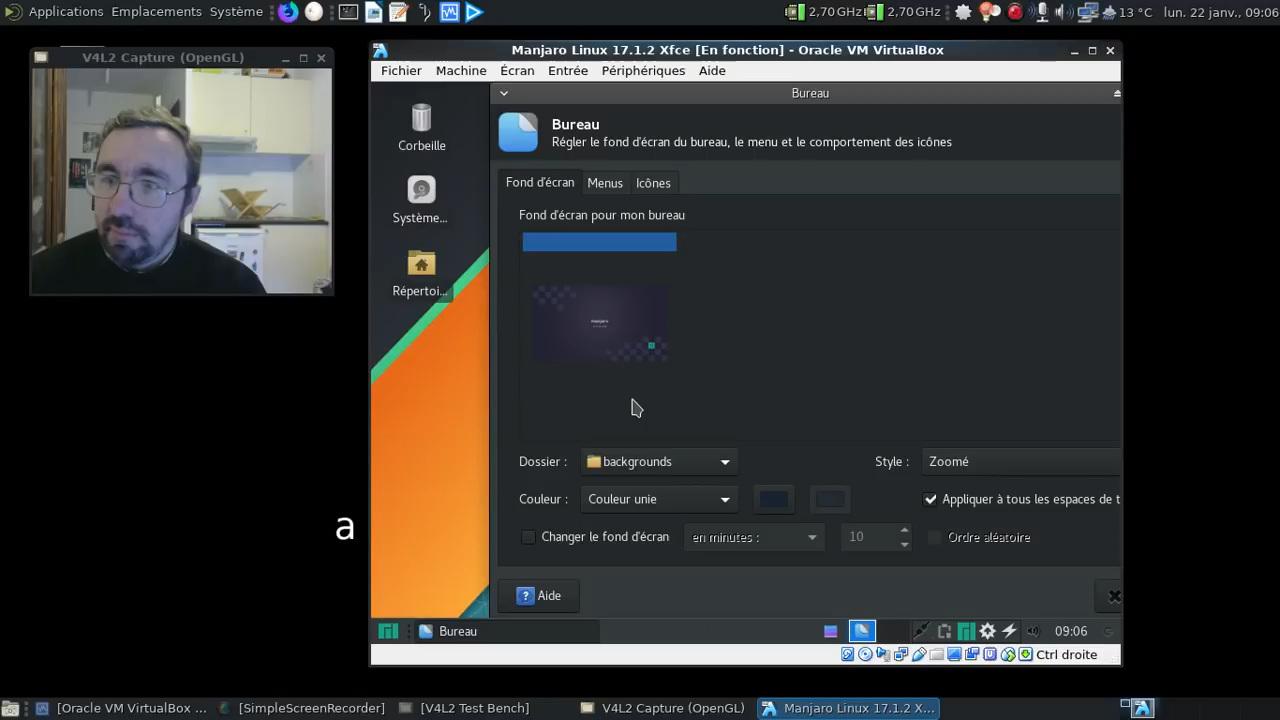 Applications Emplacements Système
2,70 GHz 2,70 GHz 13 °C lun. 22 janv., 09:06
V4L2 Capture (OpenGL)
Manjaro Linux 17.1.2 Xfce [En fonction] - Oracle VM VirtualBox
Fichier Machine Écran Entrée Périphériques Aide
Bureau
Corbeille
Système...
Répertoi...
Bureau
Régler le fond d'écran du bureau, le menu et le comportement des icônes
Fond d'écran Menus Icônes
Fond d'écran pour mon bureau
manjaro
Dossier : backgrounds Style : Zoomé
Couleur : Couleur unie Appliquer à tous les espaces de t
Changer le fond d'écran en minutes : 10 Ordre aléatoire
a
? Aide
Bureau 09:06
Ctrl droite
[Oracle VM VirtualBox ... [SimpleScreenRecorder] [V4L2 Test Bench] V4L2 Capture (OpenGL) Manjaro Linux 17.1.2 X...